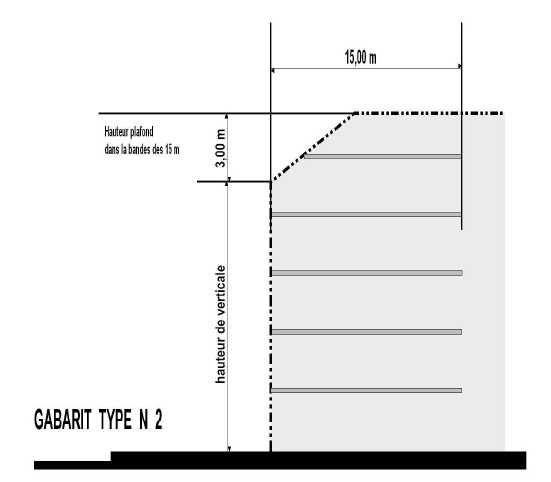 15,00 m
Hauteur plafond
dans la bandes des 15 m
3,00 m
hauteur de verticale
GABARIT TYPE N 2